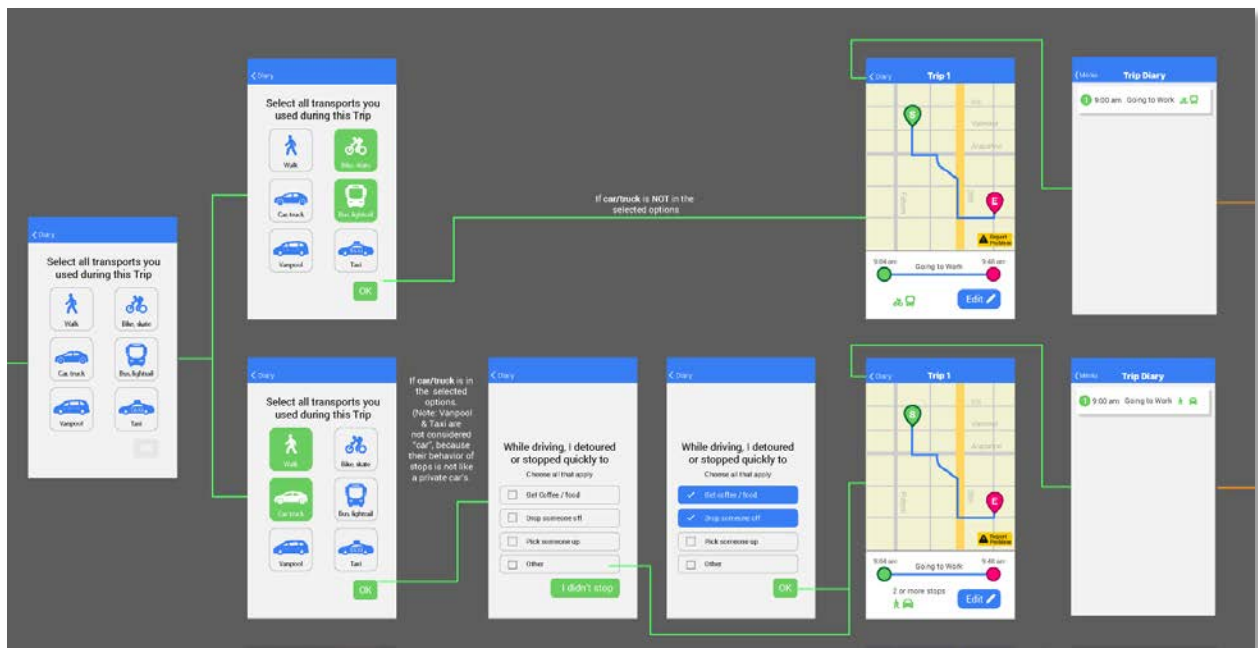 Diary
Select all transports you
used during this Trip
Walk
Bike, skate
Car, truck
Bus, lightrail
Vanpool
Taxi
Diary
Select all transports you
used during this Trip
Walk
Bike, skate
Car, truck
Bus, lightrail
Vanpool
Taxi
OK
If car/truck is NOT in the
selected options
Diary
Trip 1
S
E
Report
Problem
9:04 am
Going to Work
9:48 am
Edit
Menu
Trip Diary
1 9:00 am Going to Work
Diary
Select all transports you
used during this Trip
Walk
Bike, skate
Car, truck
Bus, lightrail
Vanpool
Taxi
OK
If car/truck is in
the selected
options.
(Note: Vanpool
& Taxi are
not considered
"car", because
their behavior of
stops is not like
a private car's.
Diary
While driving, I detoured
or stopped quickly to
Choose all that apply
Get Coffee / food
Drop someone off
Pick someone up
Other
I didn't stop
Diary
While driving, I detoured
or stopped quickly to
Choose all that apply
Get coffee / food
Drop someone off
Pick someone up
Other
OK
Diary
Trip 1
S
E
Report
Problem
9:04 am
Going to Work
9:48 am
2 or more stops
Edit
Menu
Trip Diary
1 9:00 am Going to Work